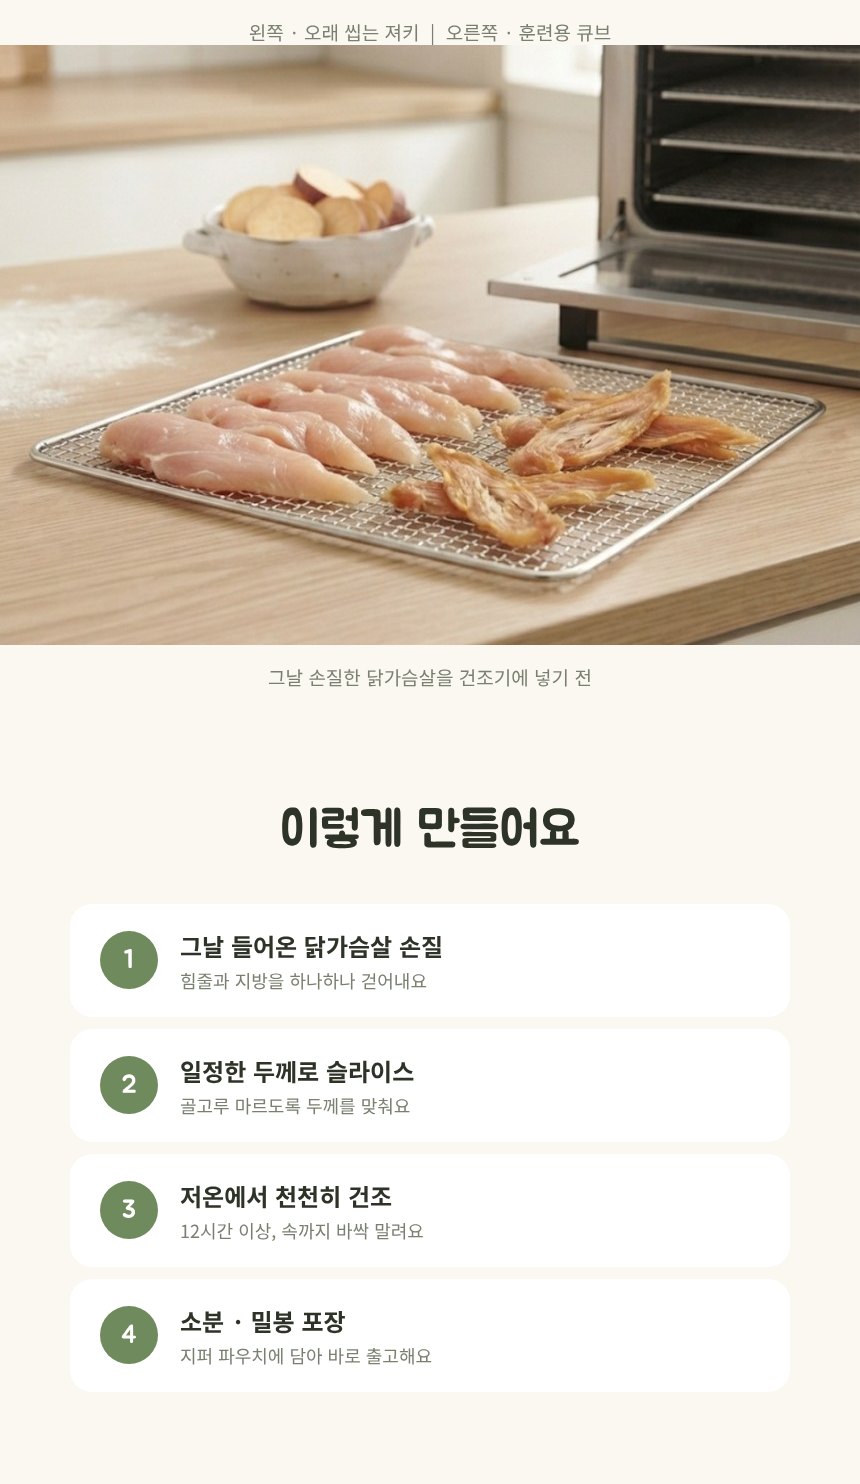 왼쪽 · 오래 씹는 져키 | 오른쪽 · 훈련용 큐브
그날 손질한 닭가슴살을 건조기에 넣기 전
이렇게 만들어요
1
그날 들어온 닭가슴살 손질
힘줄과 지방을 하나하나 걷어내요
2
일정한 두께로 슬라이스
골고루 마르도록 두께를 맞춰요
3
저온에서 천천히 건조
12시간 이상, 속까지 바싹 말려요
4
소분 · 밀봉 포장
지퍼 파우치에 담아 바로 출고해요